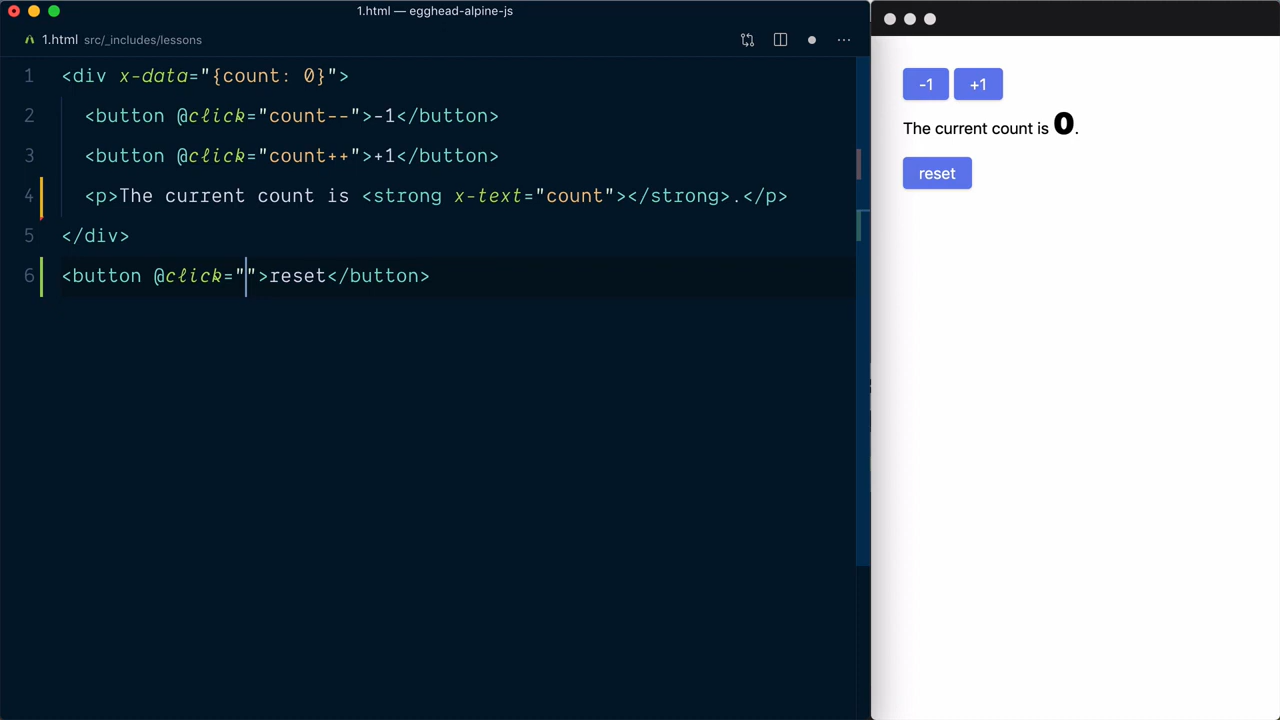 1.html — egghead-alpine-js
1.html src/_includes/lessons
1 <div x-data="{count: 0}">
2 <button @click="count--">-1</button>
3 <button @click="count++">+1</button>
4 <p>The current count is <strong x-text="count"></strong>.</p>
5 </div>
6 <button @click="">reset</button>
-1 +1
The current count is 0.
reset